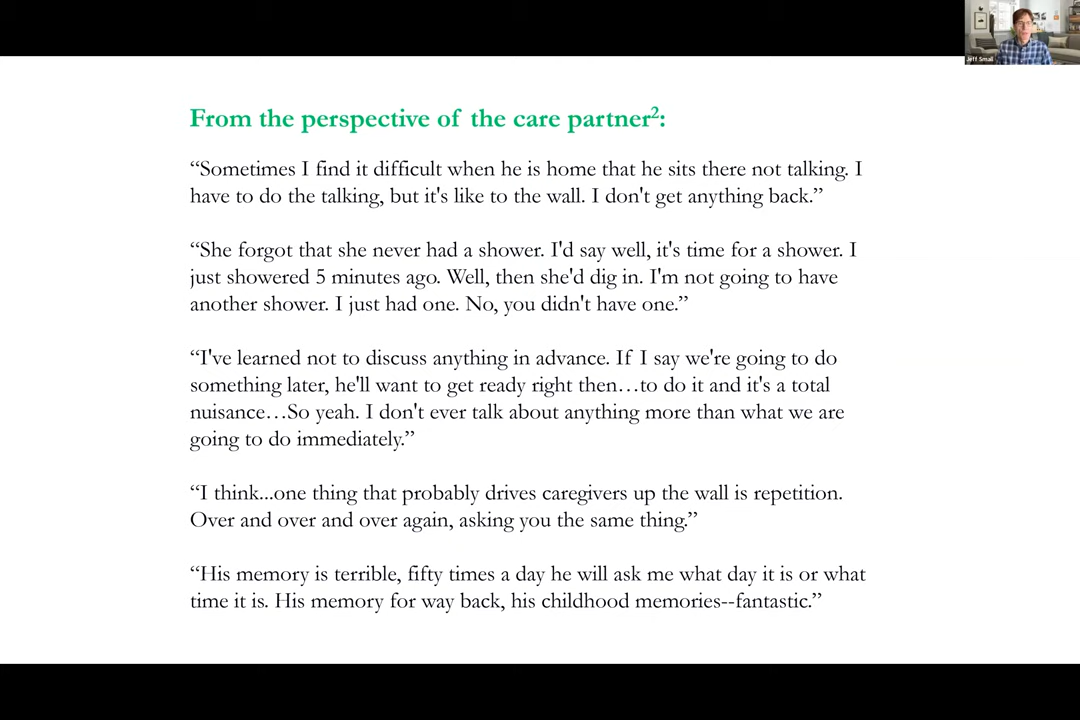 Jeff Small
From the perspective of the care partner2:
“Sometimes I find it difficult when he is home that he sits there not talking. I
have to do the talking, but it's like to the wall. I don't get anything back.”
“She forgot that she never had a shower. I'd say well, it's time for a shower. I
just showered 5 minutes ago. Well, then she'd dig in. I'm not going to have
another shower. I just had one. No, you didn't have one.”
“I've learned not to discuss anything in advance. If I say we're going to do
something later, he'll want to get ready right then…to do it and it's a total
nuisance…So yeah. I don't ever talk about anything more than what we are
going to do immediately.”
“I think...one thing that probably drives caregivers up the wall is repetition.
Over and over and over again, asking you the same thing.”
“His memory is terrible, fifty times a day he will ask me what day it is or what
time it is. His memory for way back, his childhood memories--fantastic.”